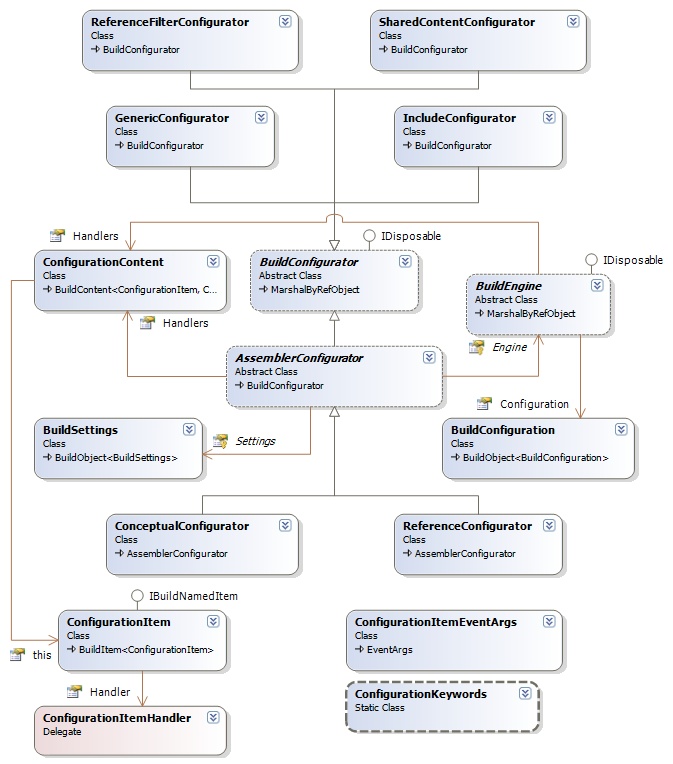 ReferenceFilterConfigurator
Class
BuildConfigurator
SharedContentConfigurator
Class
BuildConfigurator
GenericConfigurator
Class
BuildConfigurator
IncludeConfigurator
Class
BuildConfigurator
Handlers
IDisposable
ConfigurationContent
Class
BuildContent<ConfigurationItem, C...
BuildConfigurator
Abstract Class
MarshalByRefObject
IDisposable
BuildEngine
Abstract Class
MarshalByRefObject
Handlers
Engine
AssemblerConfigurator
Abstract Class
BuildConfigurator
Configuration
BuildSettings
Class
BuildObject<BuildSettings>
Settings
BuildConfiguration
Class
BuildObject<BuildConfiguration>
ConceptualConfigurator
Class
AssemblerConfigurator
ReferenceConfigurator
Class
AssemblerConfigurator
IBuildNamedItem
ConfigurationItem
Class
BuildItem<ConfigurationItem>
this
ConfigurationItemEventArgs
Class
EventArgs
Handler
ConfigurationKeywords
Static Class
ConfigurationItemHandler
Delegate